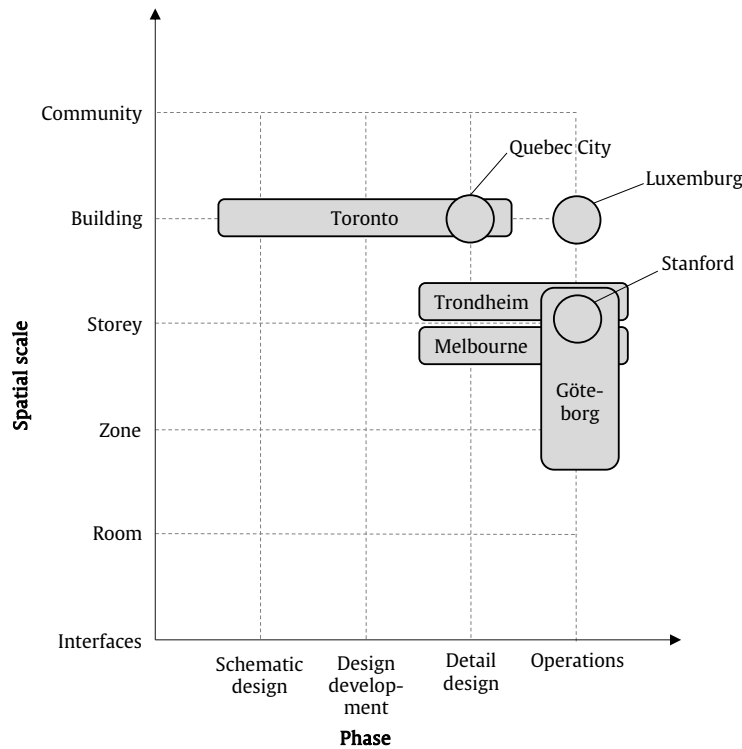 Community
Quebec City
Luxemburg
Building
Toronto
Stanford
Trondheim
Storey
Melbourne
Göte-
borg
Spatial scale
Zone
Room
Interfaces
Schematic
design
Design
develop-
ment
Detail
design
Operations
Phase